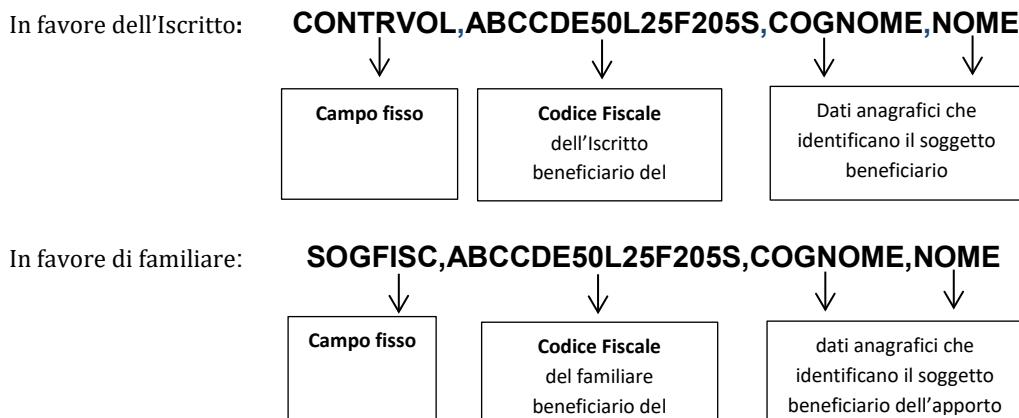 In favore dell'Iscritto: CONTRVOL,ABCCDE50L25F205S,COGNOME,NOME
Campo fisso
Codice Fiscale
dell'Iscritto
beneficiario del
Dati anagrafici che
identificano il soggetto
beneficiario
In favore di familiare: SOGFISC,ABCCDE50L25F205S,COGNOME,NOME
Campo fisso
Codice Fiscale
del familiare
beneficiario del
dati anagrafici che
identificano il soggetto
beneficiario dell'apporto